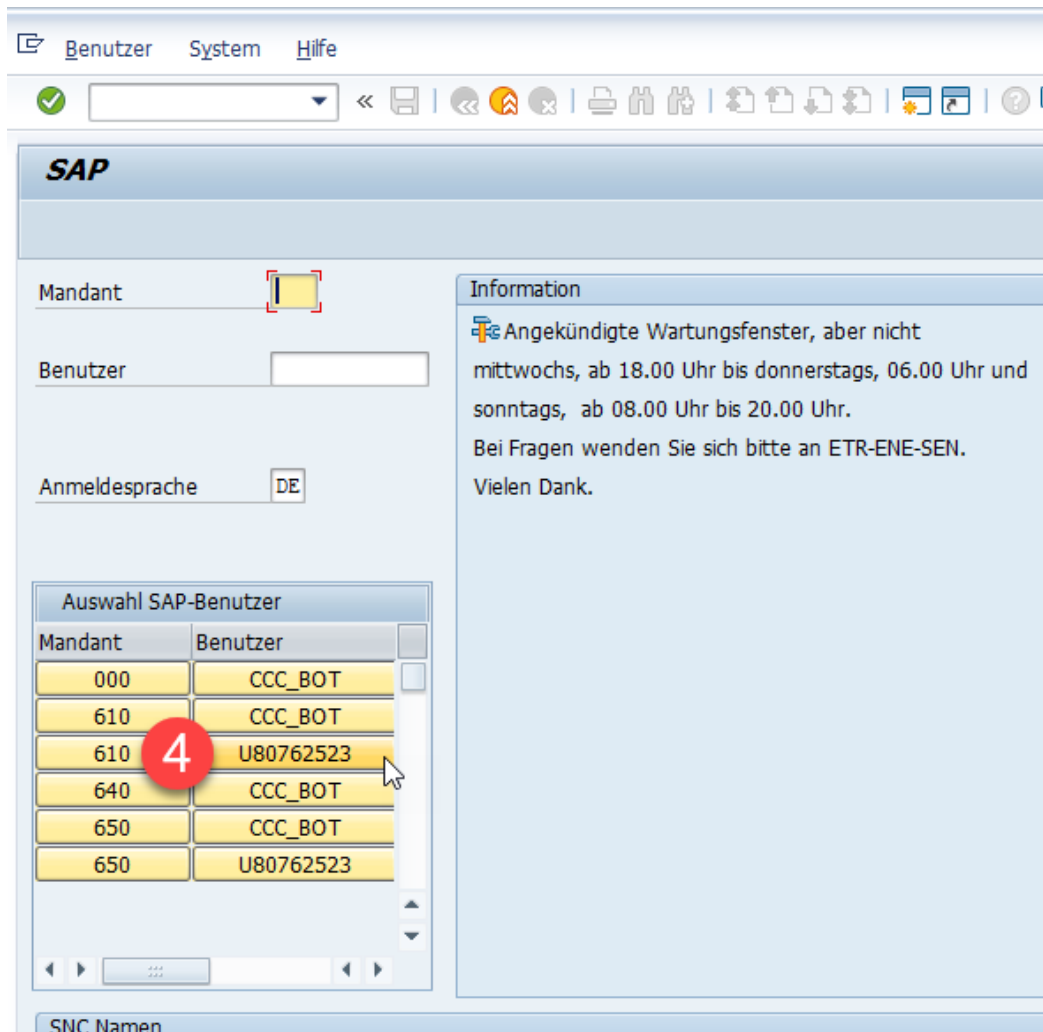 Benutzer System Hilfe
SAP
Mandant
Benutzer
Anmeldesprache DE
Information
Angekündigte Wartungsfenster, aber nicht
mittwochs, ab 18.00 Uhr bis donnerstags, 06.00 Uhr und
sonntags, ab 08.00 Uhr bis 20.00 Uhr.
Bei Fragen wenden Sie sich bitte an ETR-ENE-SEN.
Vielen Dank.
Auswahl SAP-Benutzer
Mandant Benutzer
000 CCC_BOT
610 CCC_BOT
610 4 U80762523
640 CCC_BOT
650 CCC_BOT
650 U80762523
SNC Namen